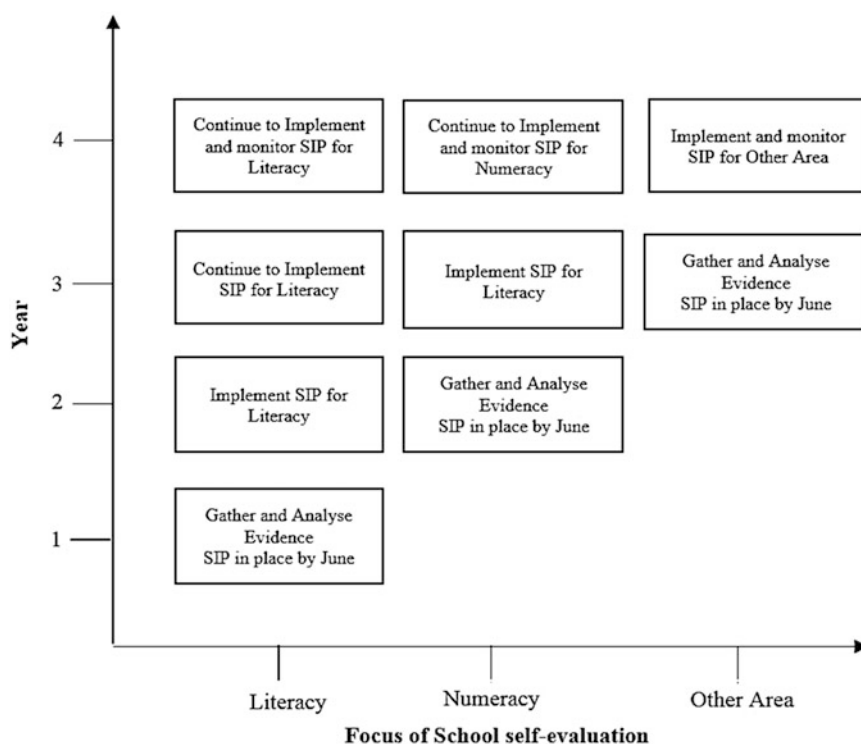 Year
4
Continue to Implement
and monitor SIP for
Literacy
Continue to Implement
and monitor SIP for
Numeracy
Implement and monitor
SIP for Other Area
3
Continue to Implement
SIP for Literacy
Implement SIP for
Literacy
Gather and Analyse
Evidence
SIP in place by June
2
Implement SIP for
Literacy
Gather and Analyse
Evidence
SIP in place by June
1
Gather and Analyse
Evidence
SIP in place by June
Literacy
Numeracy
Other Area
Focus of School self-evaluation